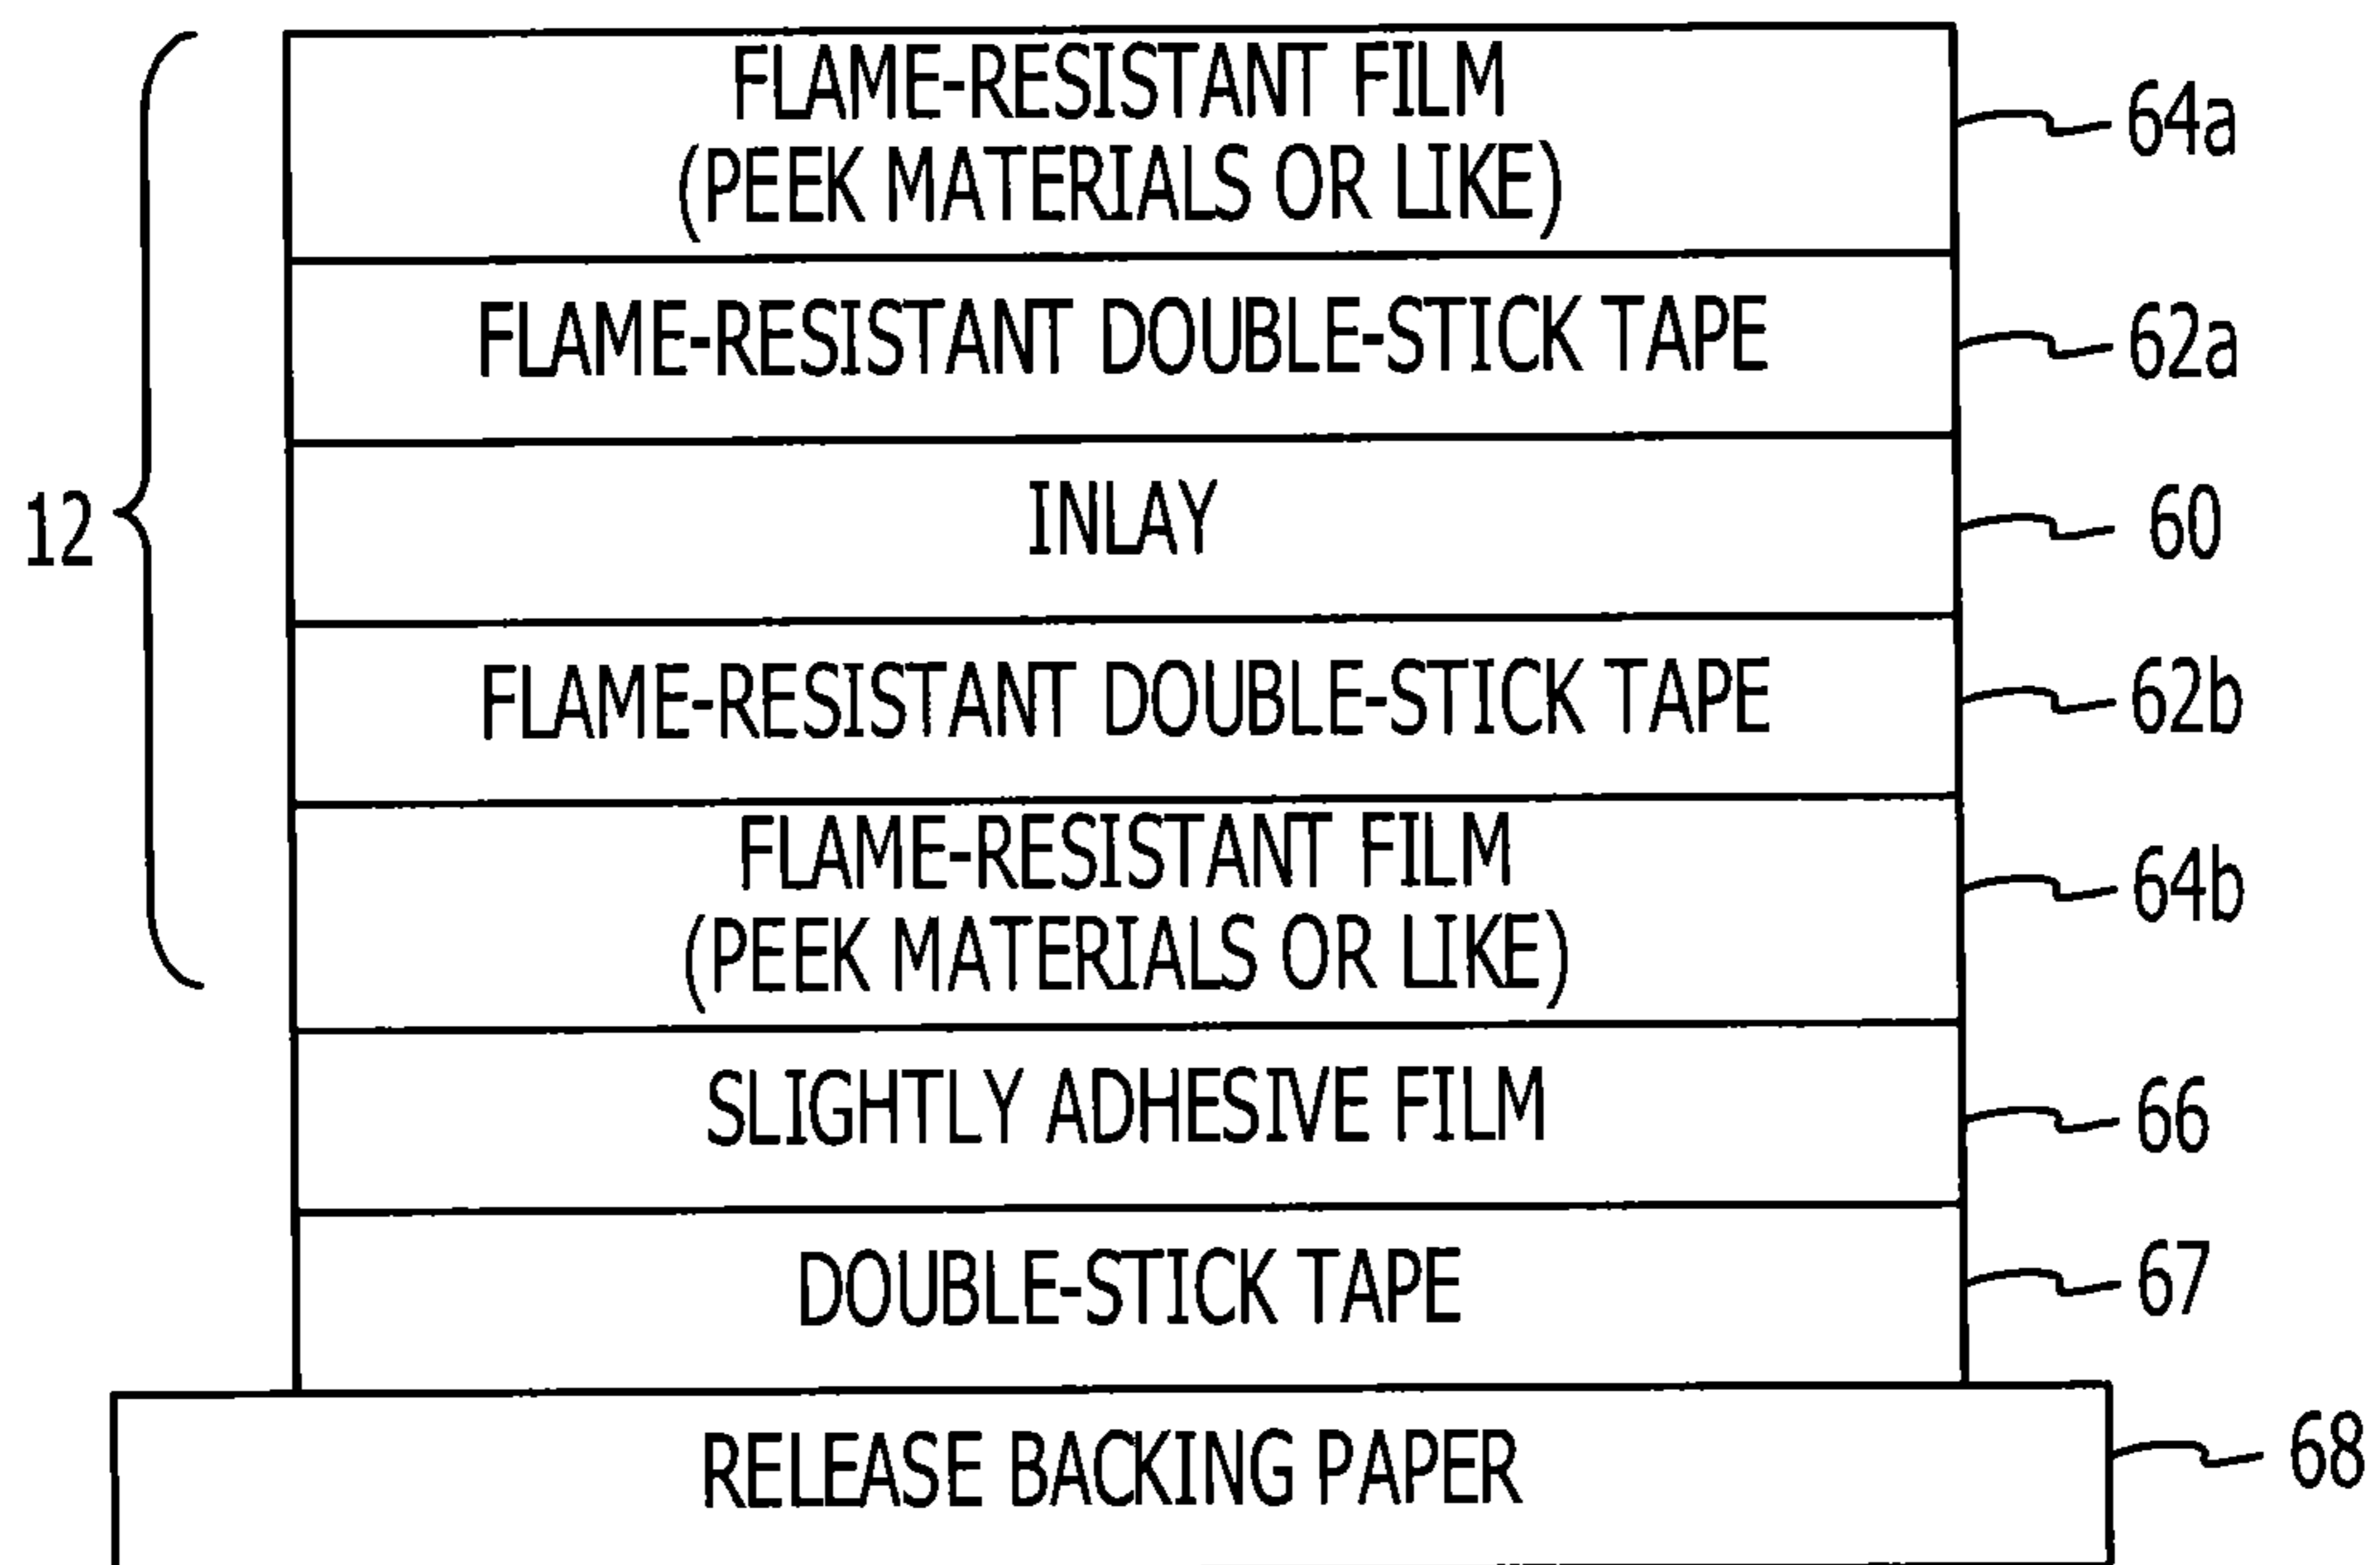 FLAME-RESISTANT FILM
(PEEK MATERIALS OR LIKE)
64a
FLAME-RESISTANT DOUBLE-STICK TAPE
62a
12
INLAY
60
FLAME-RESISTANT DOUBLE-STICK TAPE
62b
FLAME-RESISTANT FILM
(PEEK MATERIALS OR LIKE)
64b
SLIGHTLY ADHESIVE FILM
66
DOUBLE-STICK TAPE
67
RELEASE BACKING PAPER
68